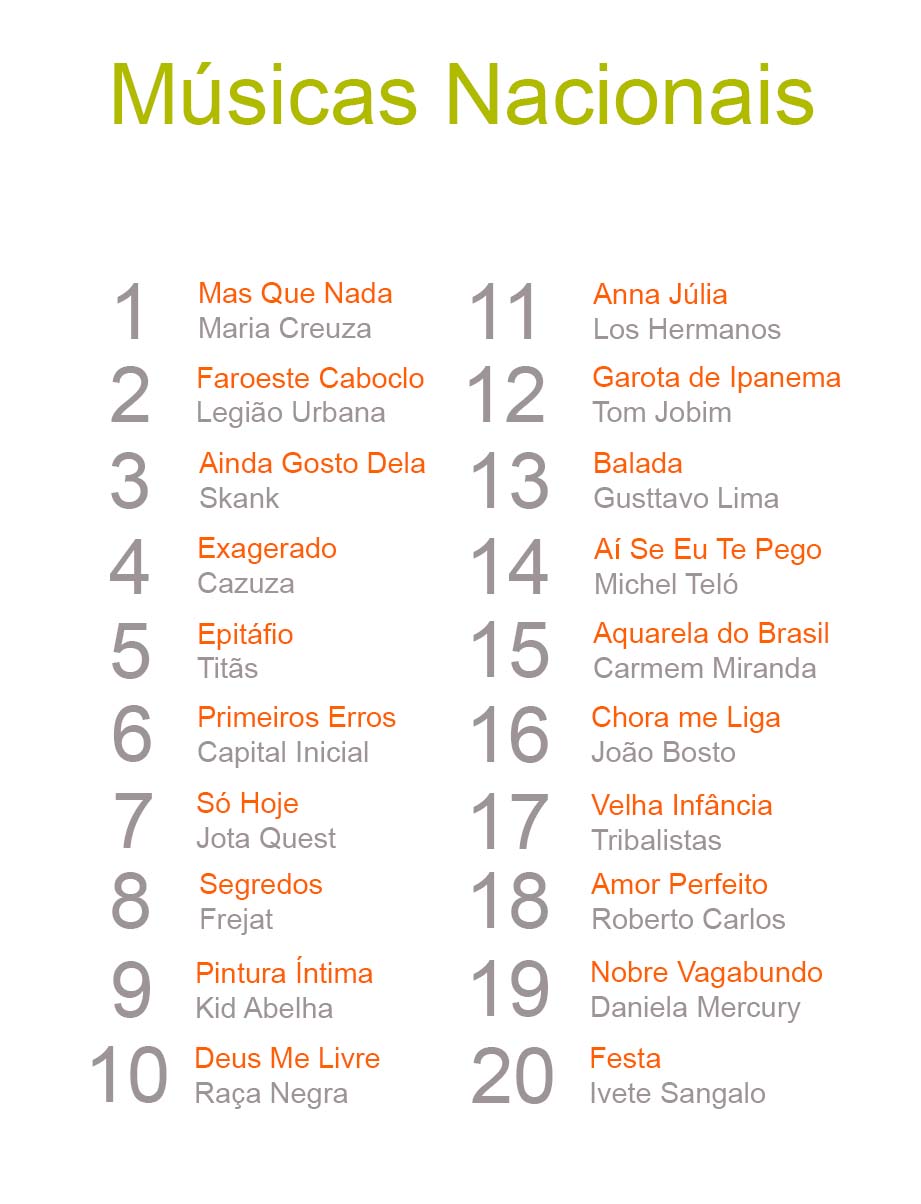 Músicas Nacionais
1
Mas Que Nada
Maria Creuza
2
Faroeste Caboclo
Legião Urbana
3
Ainda Gosto Dela
Skank
4
Exagerado
Cazuza
5
Epitáfio
Titãs
6
Primeiros Erros
Capital Inicial
7
Só Hoje
Jota Quest
8
Segredos
Frejat
9
Pintura Íntima
Kid Abelha
10
Deus Me Livre
Raça Negra
11
Anna Júlia
Los Hermanos
12
Garota de Ipanema
Tom Jobim
13
Balada
Gusttavo Lima
14
Aí Se Eu Te Pego
Michel Teló
15
Aquarela do Brasil
Carmem Miranda
16
Chora me Liga
João Bosto
17
Velha Infância
Tribalistas
18
Amor Perfeito
Roberto Carlos
19
Nobre Vagabundo
Daniela Mercury
20
Festa
Ivete Sangalo